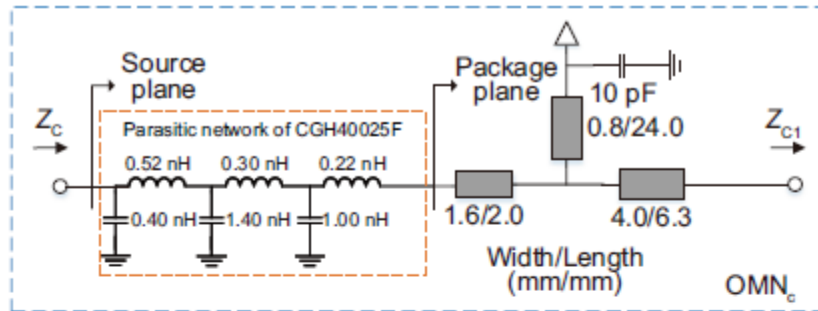 Source plane
Package plane
10 pF
0.8/24.0
Z_C
Z_C1
Parasitic network of CGH40025F
0.52 nH 0.30 nH 0.22 nH
0.40 nH 1.40 nH 1.00 nH
1.6/2.0
4.0/6.3
Width/Length
(mm/mm)
OMN_c